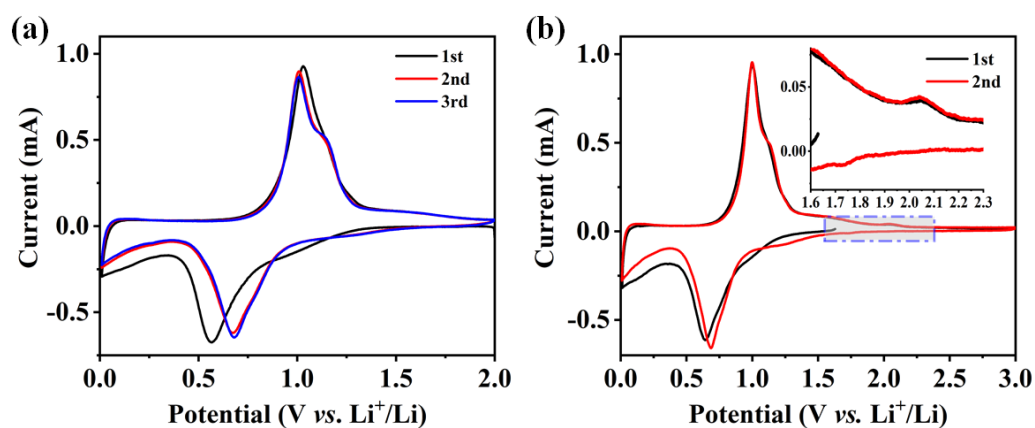 (a)
Current (mA)
1.0
0.5
0.0
-0.5
1st
2nd
3rd
0.0 0.5 1.0 1.5 2.0
Potential (V vs. Li⁺/Li)
(b)
Current (mA)
1.0
0.5
0.0
-0.5
1st
2nd
0.05
0.00
1.6 1.7 1.8 1.9 2.0 2.1 2.2 2.3
0.0 0.5 1.0 1.5 2.0 2.5 3.0
Potential (V vs. Li⁺/Li)